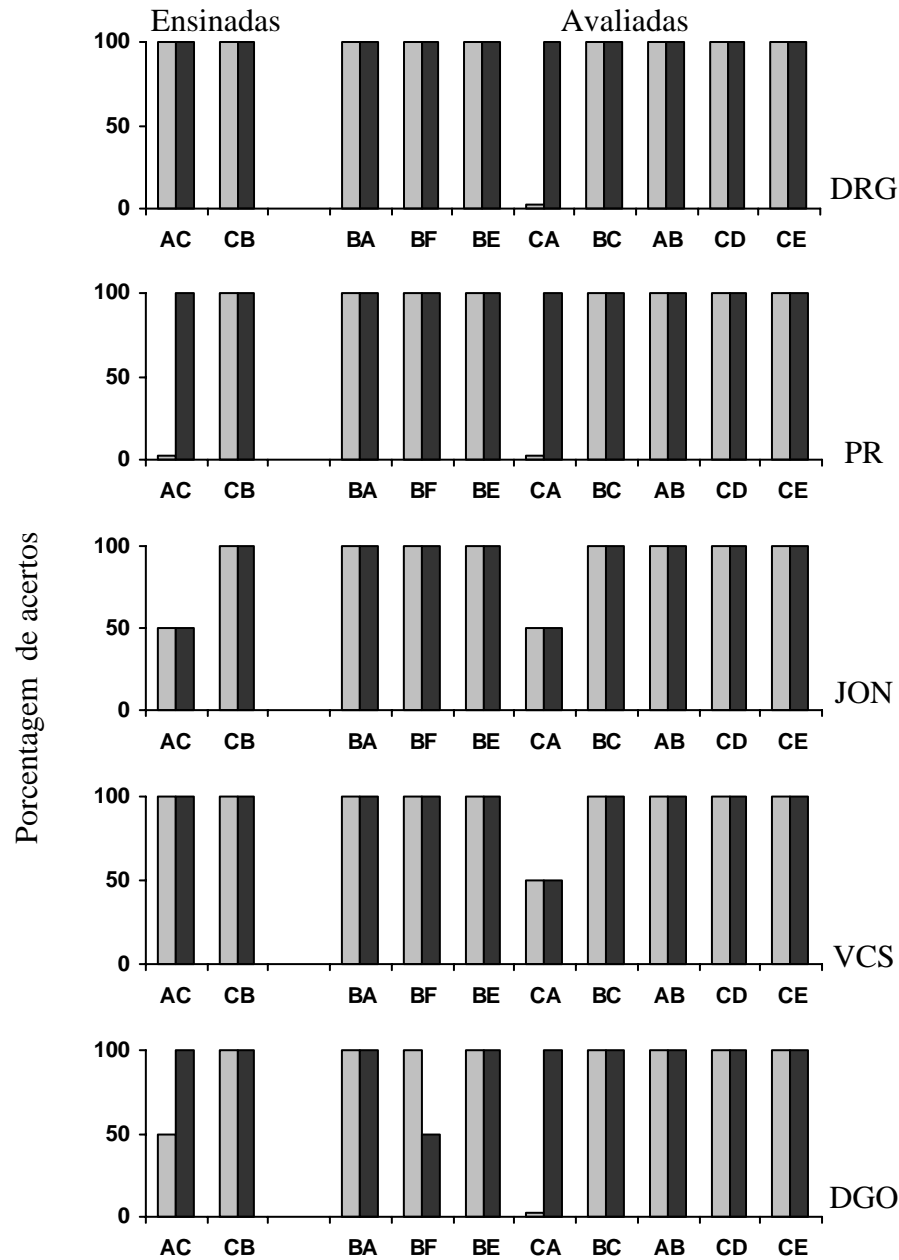 Ensinadas Avaliadas
Porcentagem de acertos
100
50
0
AC CB BA BF BE CA BC AB CD CE
DRG
100
50
0
AC CB BA BF BE CA BC AB CD CE
PR
100
50
0
AC CB BA BF BE CA BC AB CD CE
JON
100
50
0
AC CB BA BF BE CA BC AB CD CE
VCS
100
50
0
AC CB BA BF BE CA BC AB CD CE
DGO